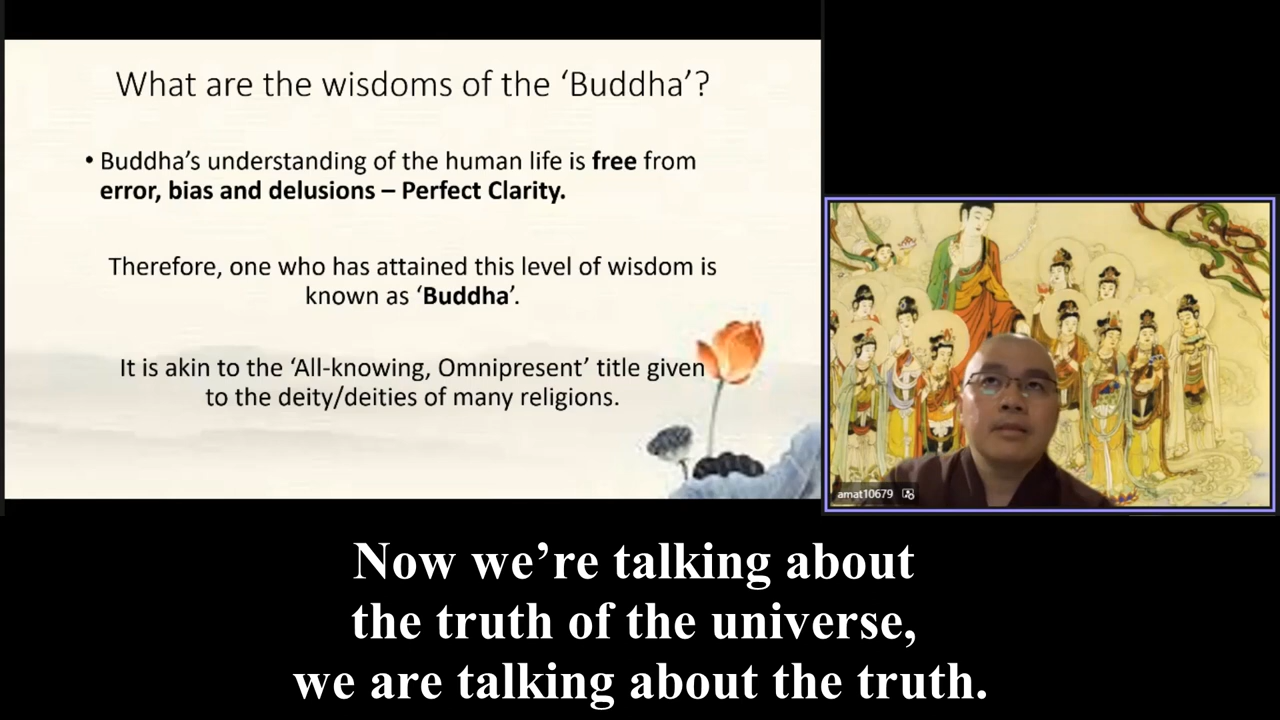 What are the wisdoms of the ‘Buddha’?
• Buddha’s understanding of the human life is free from
error, bias and delusions – Perfect Clarity.
Therefore, one who has attained this level of wisdom is
known as ‘Buddha’.
It is akin to the ‘All-knowing, Omnipresent’ title given
to the deity/deities of many religions.
amat10679
Now we’re talking about
the truth of the universe,
we are talking about the truth.